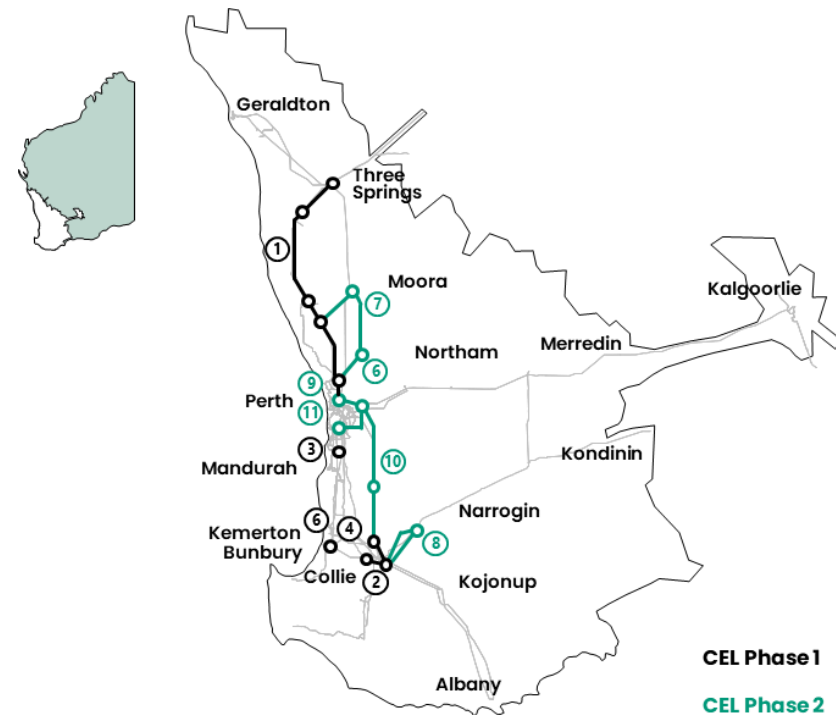 Geraldton
Three
Springs
1
Moora
7
Kalgoorlie
Merredin
Northam
6
9
Perth
11
3
10
Kondinin
Mandurah
6
4
Narrogin
Kemerton
Bunbury
8
Collie
2
Kojonup
CEL Phase 1
Albany
CEL Phase 2